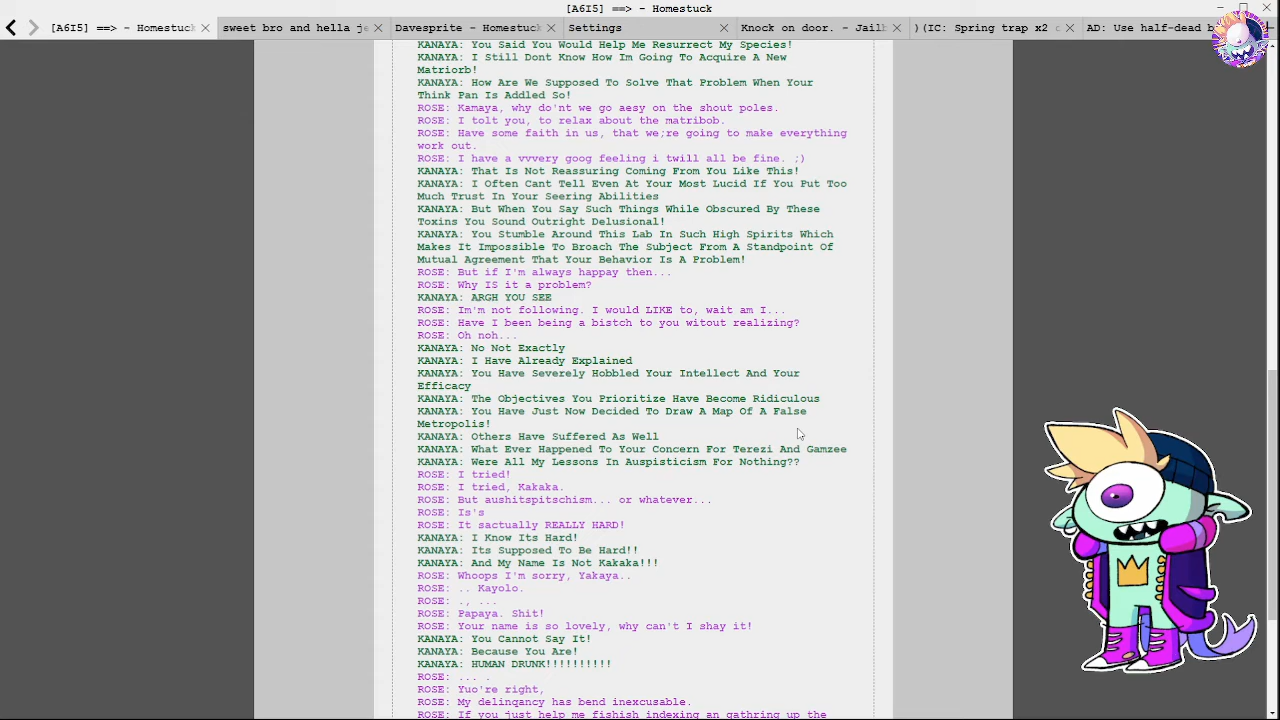 [A6I5] ==> - Homestuck
[A6I5] ==> - Homestuck
sweet bro and hella je
Davesprite - Homestuck
Settings
Knock on door. - Jailb
)(IC: Spring trap x2 c
AD: Use half-dead b
KANAYA: You Said You Would Help Me Resurrect My Species!
KANAYA: I Still Dont Know How Im Going To Acquire A New
Matriorb!
KANAYA: How Are We Supposed To Solve That Problem When Your
Think Pan Is Addled So!
ROSE: Kamaya, why do'nt we go aesy on the shout poles.
ROSE: I tolt you, to relax about the matribob.
ROSE: Have some faith in us, that we;re going to make everything
work out.
ROSE: I have a vvvery goog feeling i twill all be fine. ;)
KANAYA: That Is Not Reassuring Coming From You Like This!
KANAYA: I Often Cant Tell Even At Your Most Lucid If You Put Too
Much Trust In Your Seering Abilities
KANAYA: But When You Say Such Things While Obscured By These
Toxins You Sound Outright Delusional!
KANAYA: You Stumble Around This Lab In Such High Spirits Which
Makes It Impossible To Broach The Subject From A Standpoint Of
Mutual Agreement That Your Behavior Is A Problem!
ROSE: But if I'm always happay then...
ROSE: Why IS it a problem?
KANAYA: ARGH YOU SEE
ROSE: Im'm not following. I would LIKE to, wait am I...
ROSE: Have I been being a bistch to you witout realizing?
ROSE: Oh noh...
KANAYA: No Not Exactly
KANAYA: I Have Already Explained
KANAYA: You Have Severely Hobbled Your Intellect And Your
Efficacy
KANAYA: The Objectives You Prioritize Have Become Ridiculous
KANAYA: You Have Just Now Decided To Draw A Map Of A False
Metropolis!
KANAYA: Others Have Suffered As Well
KANAYA: What Ever Happened To Your Concern For Terezi And Gamzee
KANAYA: Were All My Lessons In Auspisticism For Nothing??
ROSE: I tried!
ROSE: I tried, Kakaka.
ROSE: But aushitspitschism... or whatever...
ROSE: Is's
ROSE: It sactually REALLY HARD!
KANAYA: I Know Its Hard!
KANAYA: Its Supposed To Be Hard!!
KANAYA: And My Name Is Not Kakaka!!!
ROSE: Whoops I'm sorry, Yakaya..
ROSE: .. Kayolo.
ROSE: ., ...
ROSE: Papaya. Shit!
ROSE: Your name is so lovely, why can't I shay it!
KANAYA: You Cannot Say It!
KANAYA: Because You Are!
KANAYA: HUMAN DRUNK!!!!!!!!!!
ROSE: ... .
ROSE: Yuo're right,
ROSE: My delinqancy has bend inexcusable.
ROSE: If you just help me fishish indexing an gathring up the